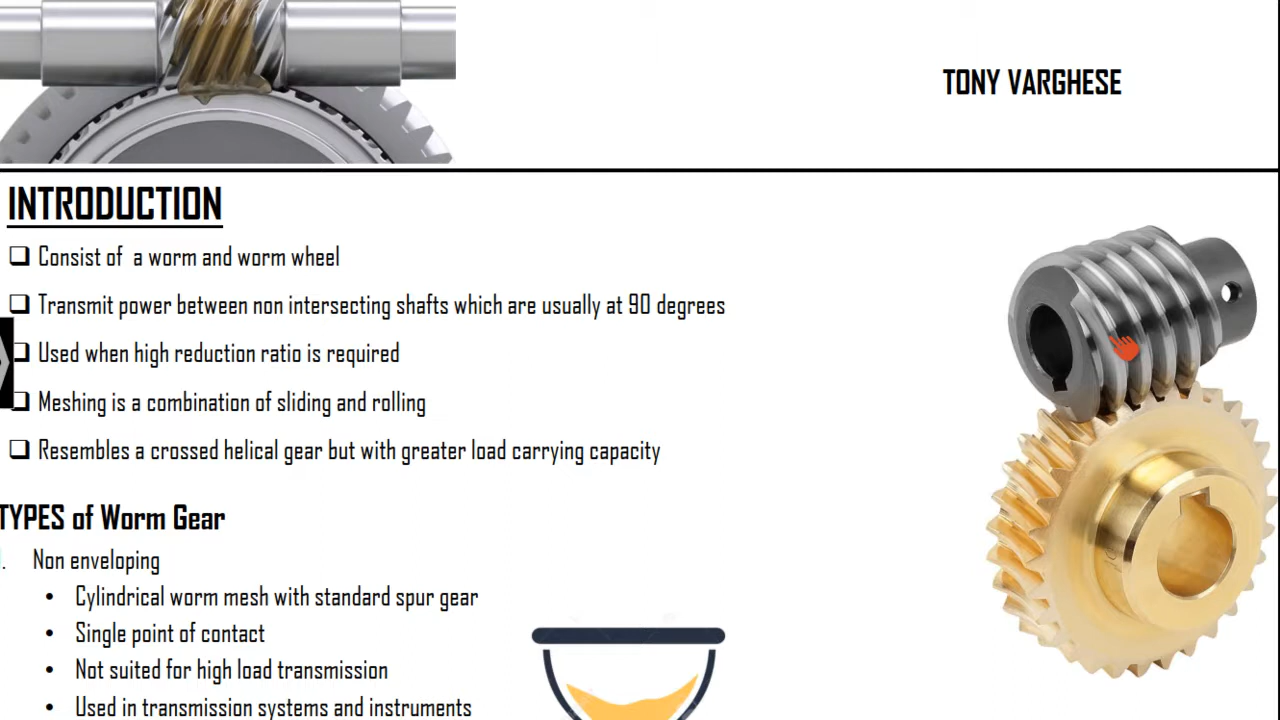 TONY VARGHESE
INTRODUCTION
Consist of a worm and worm wheel
Transmit power between non intersecting shafts which are usually at 90 degrees
Used when high reduction ratio is required
Meshing is a combination of sliding and rolling
Resembles a crossed helical gear but with greater load carrying capacity
TYPES of Worm Gear
Non enveloping
• Cylindrical worm mesh with standard spur gear
• Single point of contact
• Not suited for high load transmission
• Used in transmission systems and instruments